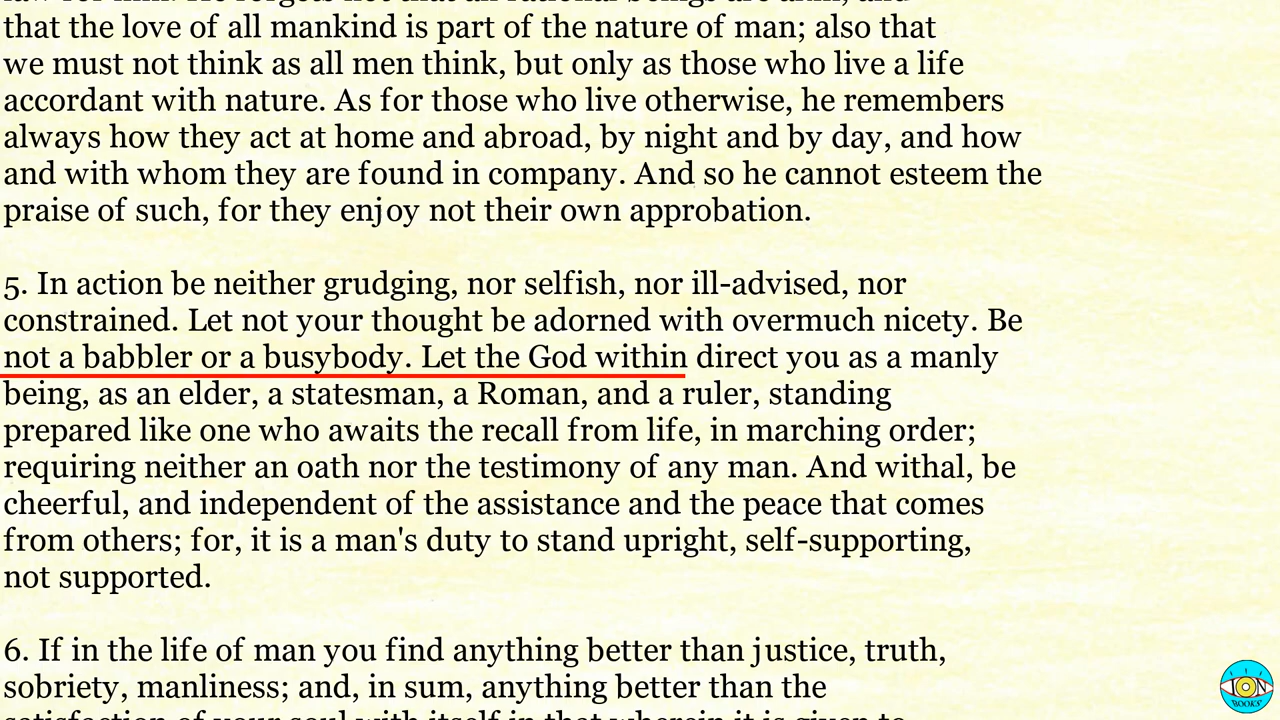 that the love of all mankind is part of the nature of man; also that
we must not think as all men think, but only as those who live a life
accordant with nature. As for those who live otherwise, he remembers
always how they act at home and abroad, by night and by day, and how
and with whom they are found in company. And so he cannot esteem the
praise of such, for they enjoy not their own approbation.
5. In action be neither grudging, nor selfish, nor ill-advised, nor
constrained. Let not your thought be adorned with overmuch nicety. Be
not a babbler or a busybody. Let the God within direct you as a manly
being, as an elder, a statesman, a Roman, and a ruler, standing
prepared like one who awaits the recall from life, in marching order;
requiring neither an oath nor the testimony of any man. And withal, be
cheerful, and independent of the assistance and the peace that comes
from others; for, it is a man's duty to stand upright, self-supporting,
not supported.
6. If in the life of man you find anything better than justice, truth,
sobriety, manliness; and, in sum, anything better than the
ION
BOOKS